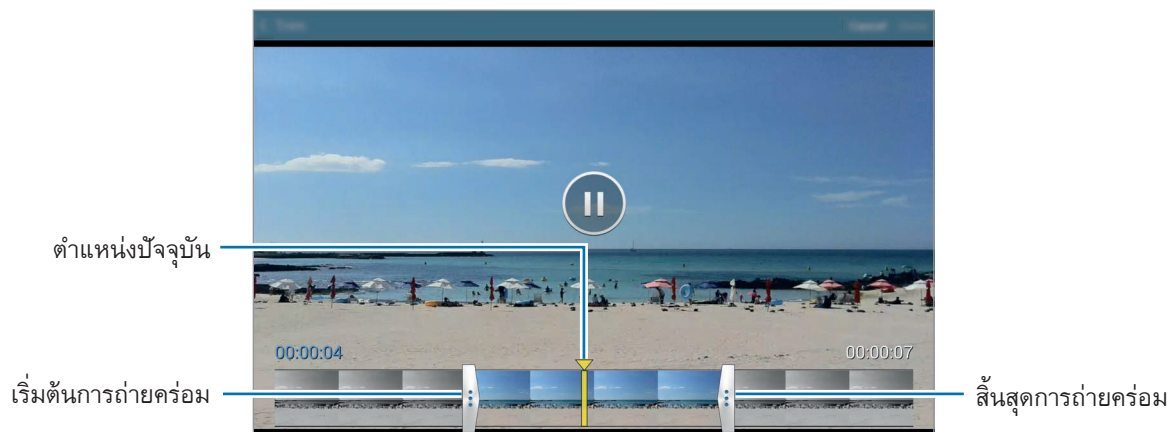 ตำแหน่งปัจจุบัน
00:00:04
00:00:07
เริ่มต้นการถ่ายคร่อม
สิ้นสุดการถ่ายคร่อม